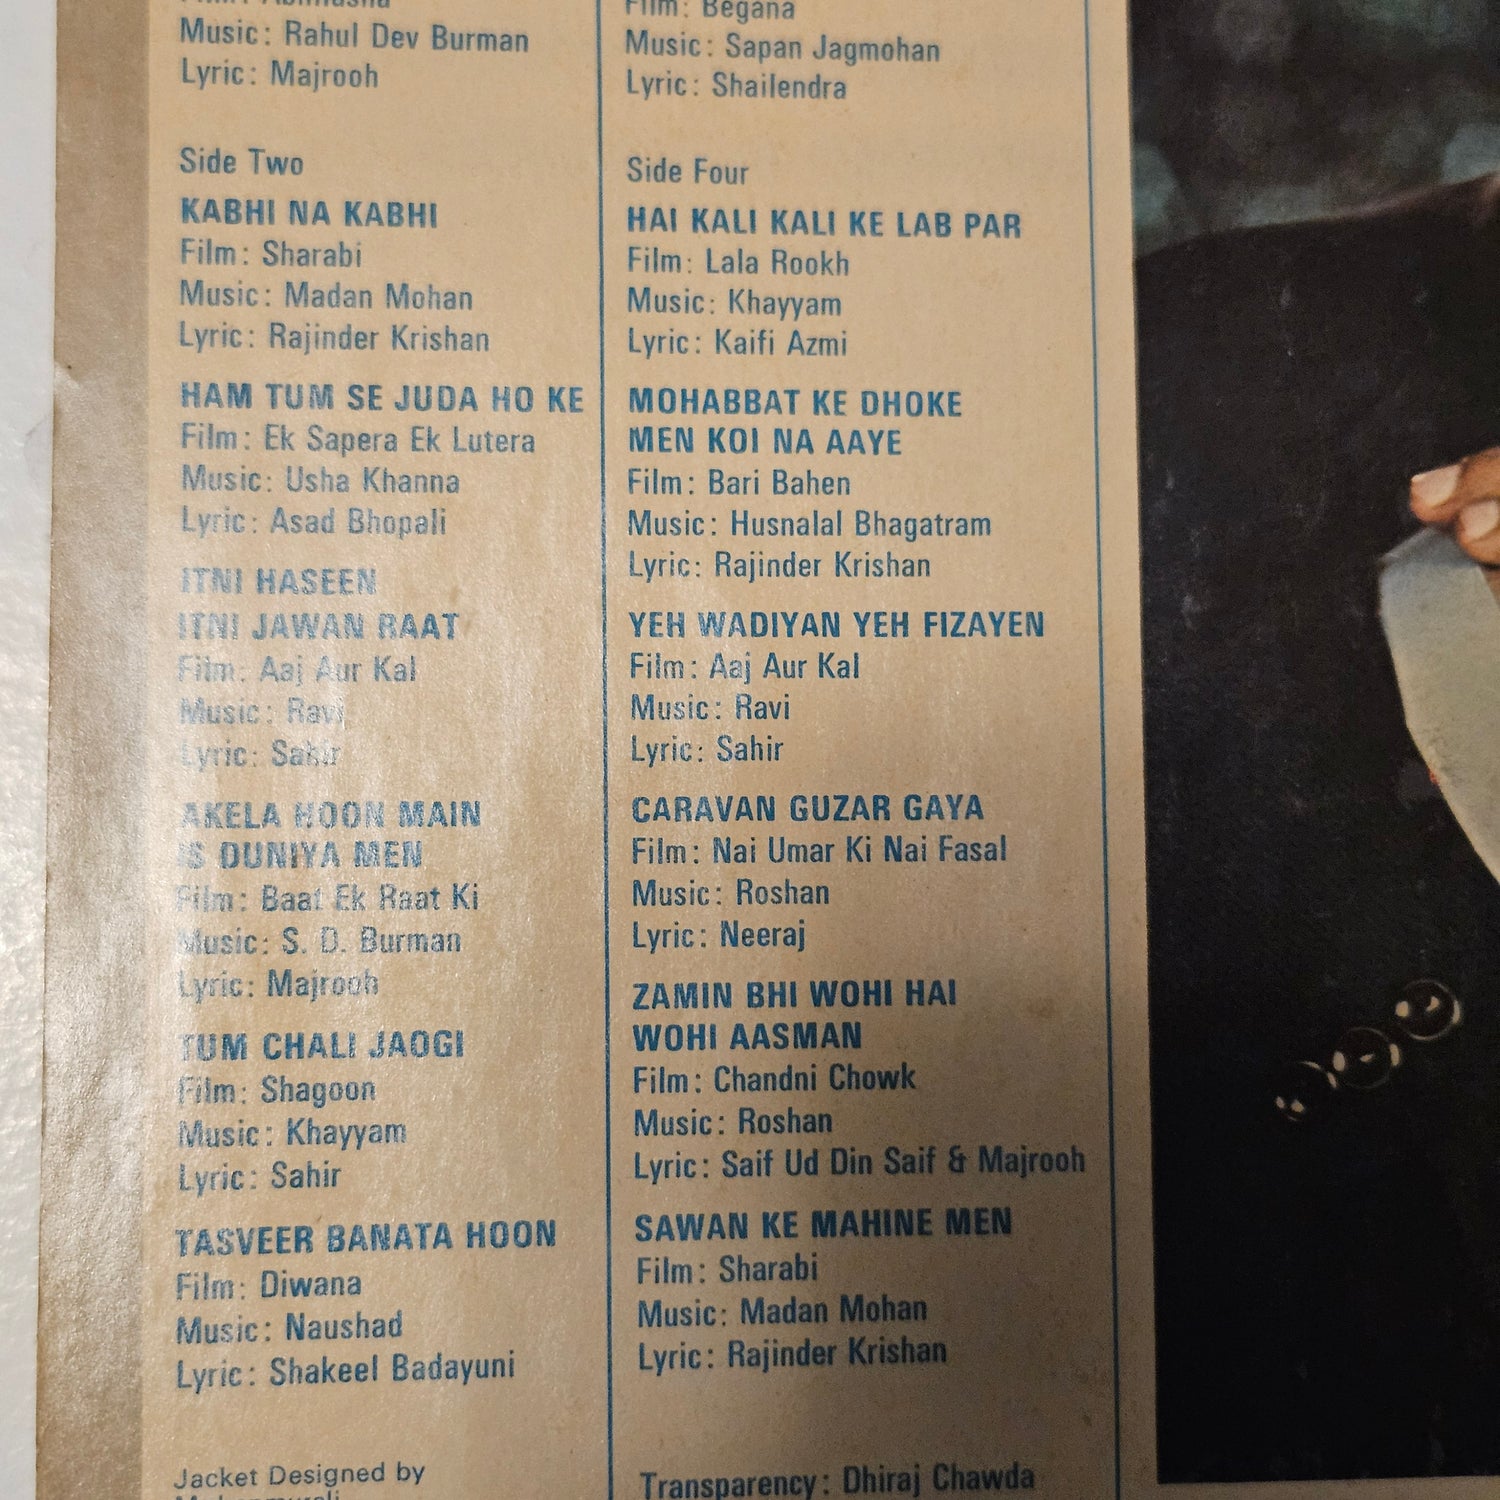 Film: Abhilasha
Music: Rahul Dev Burman
Lyric: Majrooh
Side Two
KABHI NA KABHI
Film: Sharabi
Music: Madan Mohan
Lyric: Rajinder Krishan
HAM TUM SE JUDA HO KE
Film: Ek Sapera Ek Lutera
Music: Usha Khanna
Lyric: Asad Bhopali
ITNI HASEEN
ITNI JAWAN RAAT
Film: Aaj Aur Kal
Music: Ravi
Lyric: Sahir
AKELA HOON MAIN
IS DUNIYA MEN
Film: Baat Ek Raat Ki
Music: S. D. Burman
Lyric: Majrooh
TUM CHALI JAOGI
Film: Shagoon
Music: Khayyam
Lyric: Sahir
TASVEER BANATA HOON
Film: Diwana
Music: Naushad
Lyric: Shakeel Badayuni
Jacket Designed by
Film: Begana
Music: Sapan Jagmohan
Lyric: Shailendra
Side Four
HAI KALI KALI KE LAB PAR
Film: Lala Rookh
Music: Khayyam
Lyric: Kaifi Azmi
MOHABBAT KE DHOKE
MEN KOI NA AAYE
Film: Bari Bahen
Music: Husnalal Bhagatram
Lyric: Rajinder Krishan
YEH WADIYAN YEH FIZAYEN
Film: Aaj Aur Kal
Music: Ravi
Lyric: Sahir
CARAVAN GUZAR GAYA
Film: Nai Umar Ki Nai Fasal
Music: Roshan
Lyric: Neeraj
ZAMIN BHI WOHI HAI
WOHI AASMAN
Film: Chandni Chowk
Music: Roshan
Lyric: Saif Ud Din Saif & Majrooh
SAWAN KE MAHINE MEN
Film: Sharabi
Music: Madan Mohan
Lyric: Rajinder Krishan
Transparency: Dhiraj Chawda